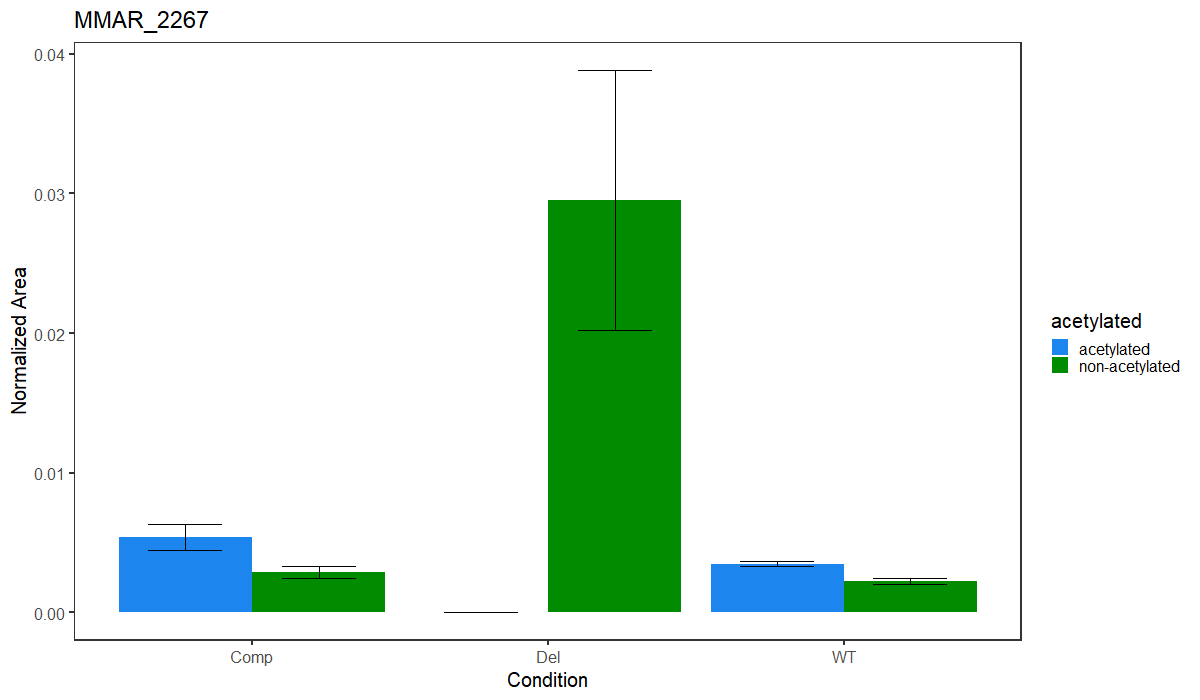 MMAR_2267
0.04
0.03
0.02
0.01
0.00
Normalized Area
Comp
Del
WT
Condition
acetylated
acetylated
non-acetylated